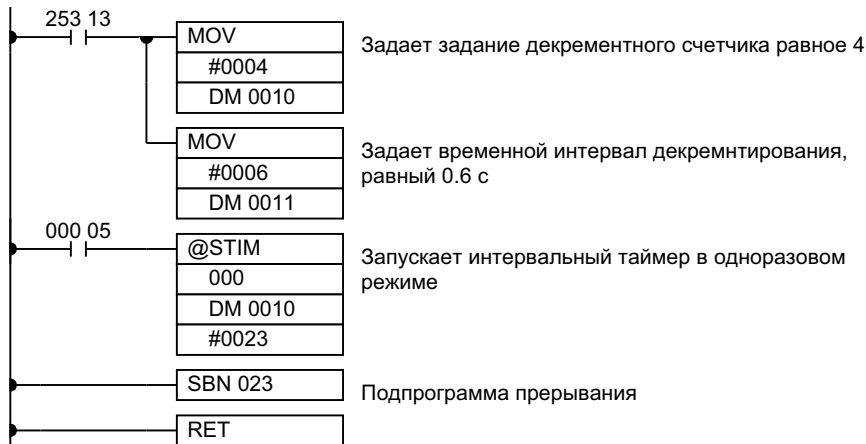 253 13
MOV
#0004
DM 0010
Задает задание декрементного счетчика равное 4
MOV
#0006
DM 0011
Задает временной интервал декремнтирования,
равный 0.6 с
000 05
@STIM
000
DM 0010
#0023
Запускает интервальный таймер в одноразовом
режиме
SBN 023
Подпрограмма прерывания
RET